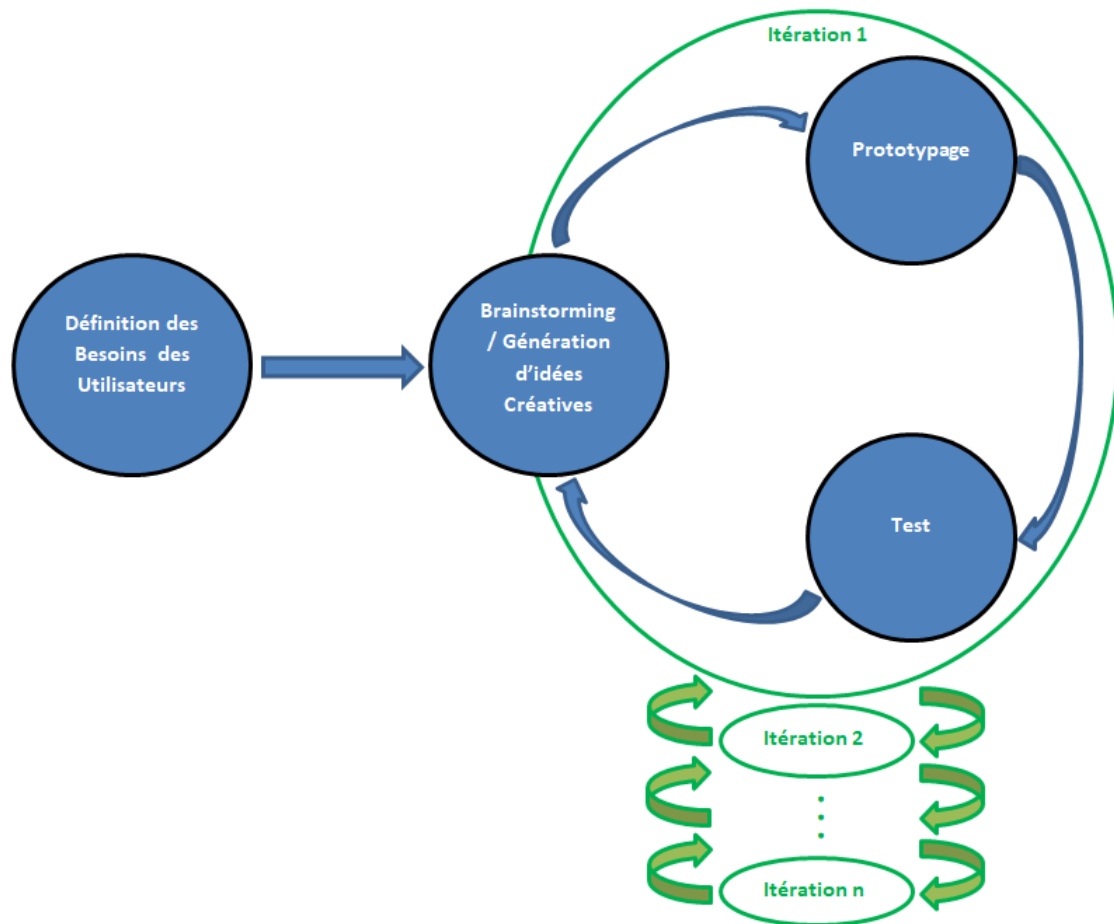 Itération 1
Prototypage
Définition des
Besoins des
Utilisateurs
Brainstorming
/ Génération
d'idées
Créatives
Test
Itération 2
Itération n